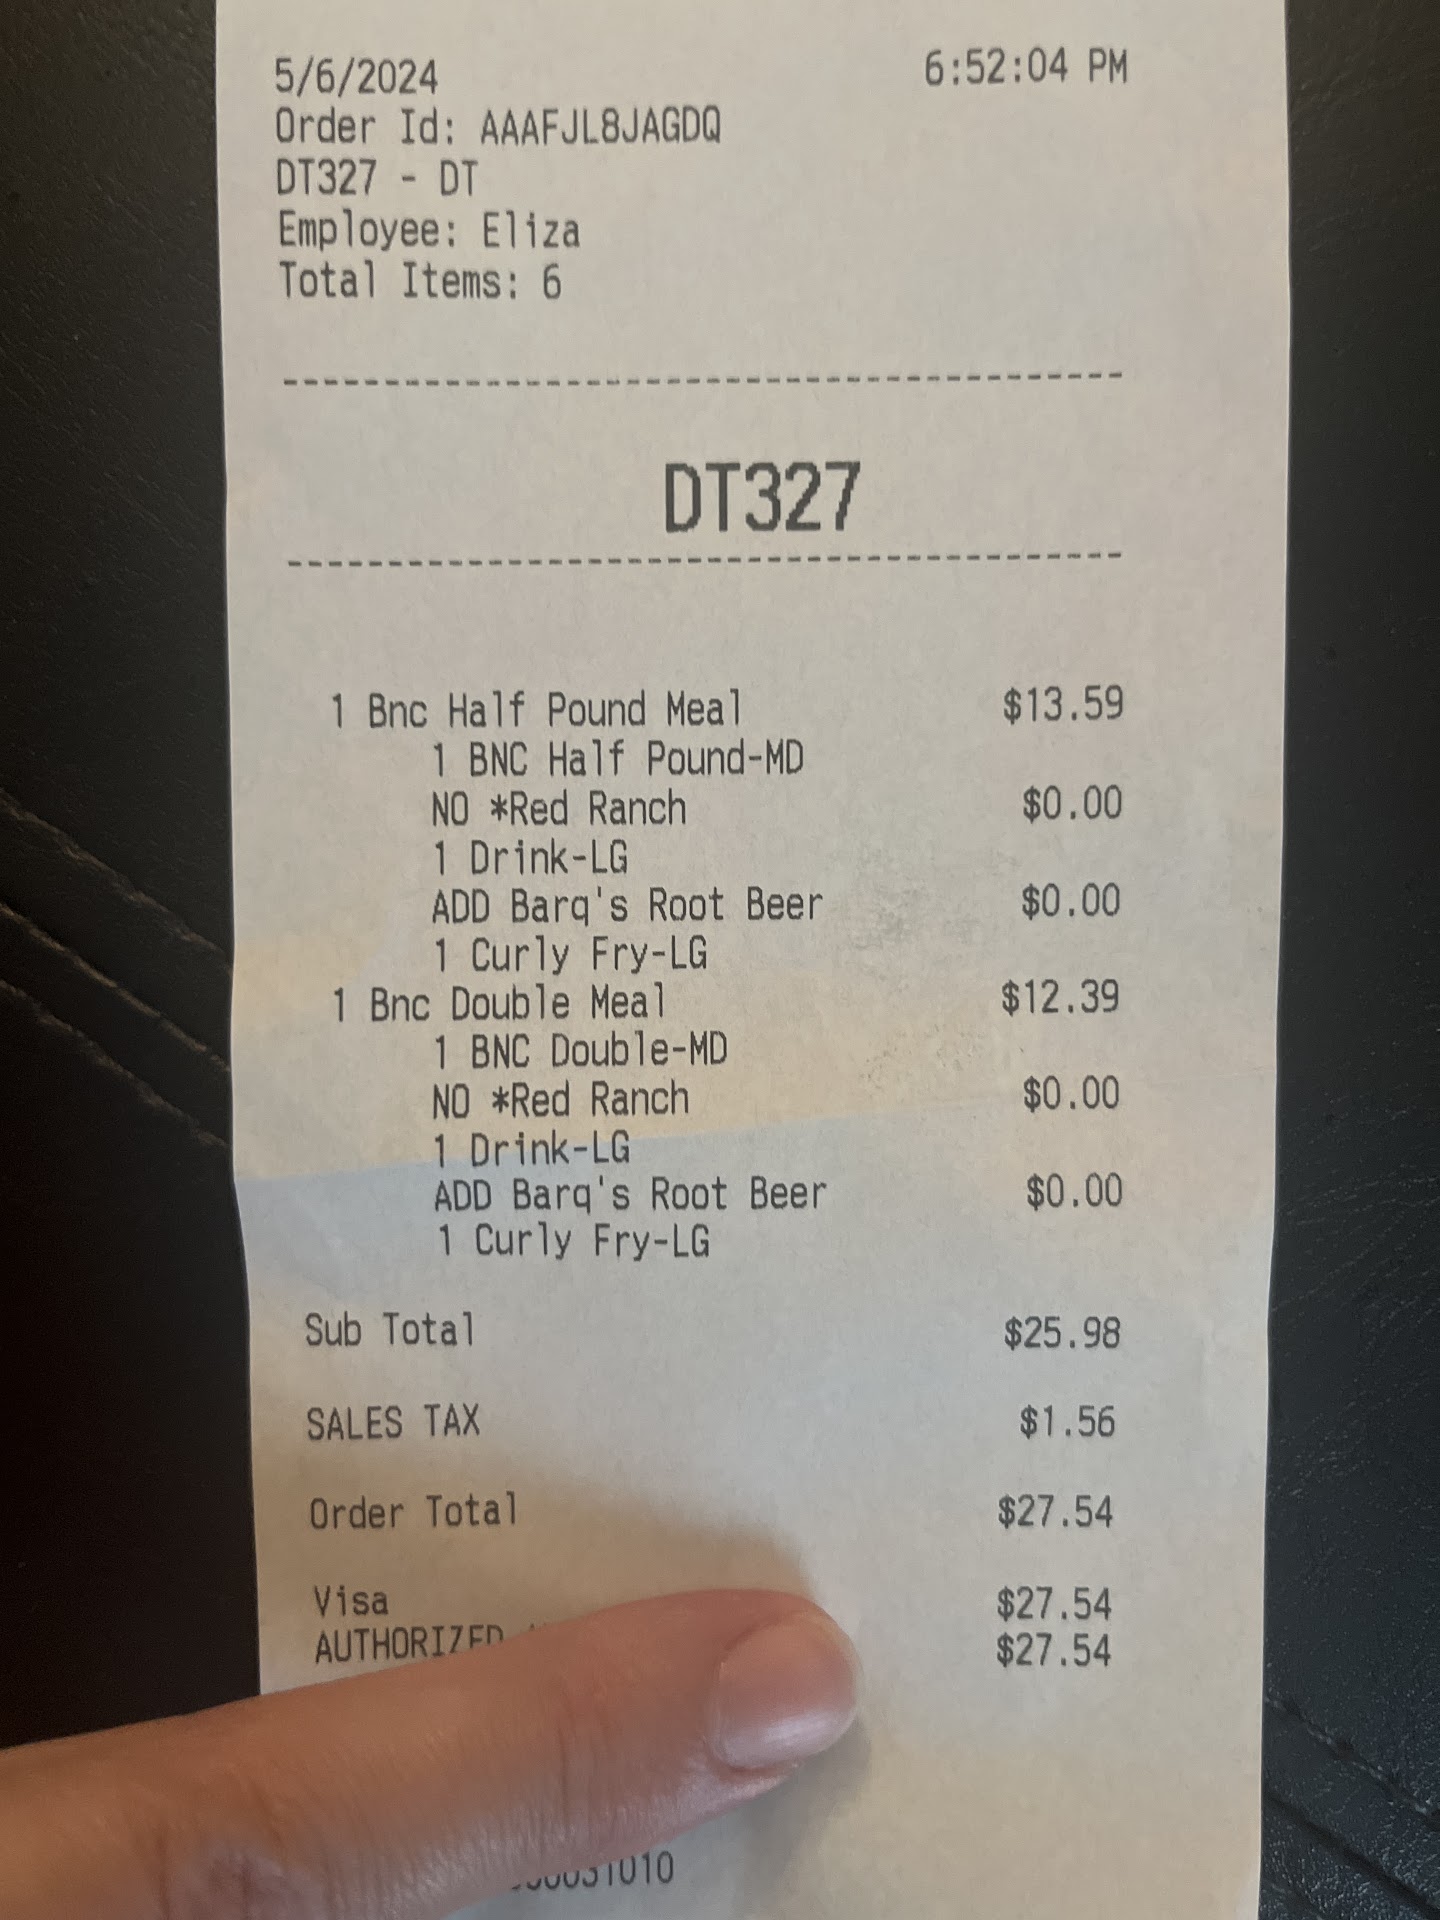 5/6/2024 6:52:04 PM
Order Id: AAAFJL8JAGDQ
DT327 - DT
Employee: Eliza
Total Items: 6
DT327
1 Bnc Half Pound Meal $13.59
1 BNC Half Pound-MD
NO *Red Ranch $0.00
1 Drink-LG
ADD Barq's Root Beer $0.00
1 Curly Fry-LG
1 Bnc Double Meal $12.39
1 BNC Double-MD
NO *Red Ranch $0.00
1 Drink-LG
ADD Barq's Root Beer $0.00
1 Curly Fry-LG
Sub Total $25.98
SALES TAX $1.56
Order Total $27.54
Visa $27.54
AUTHORIZED $27.54